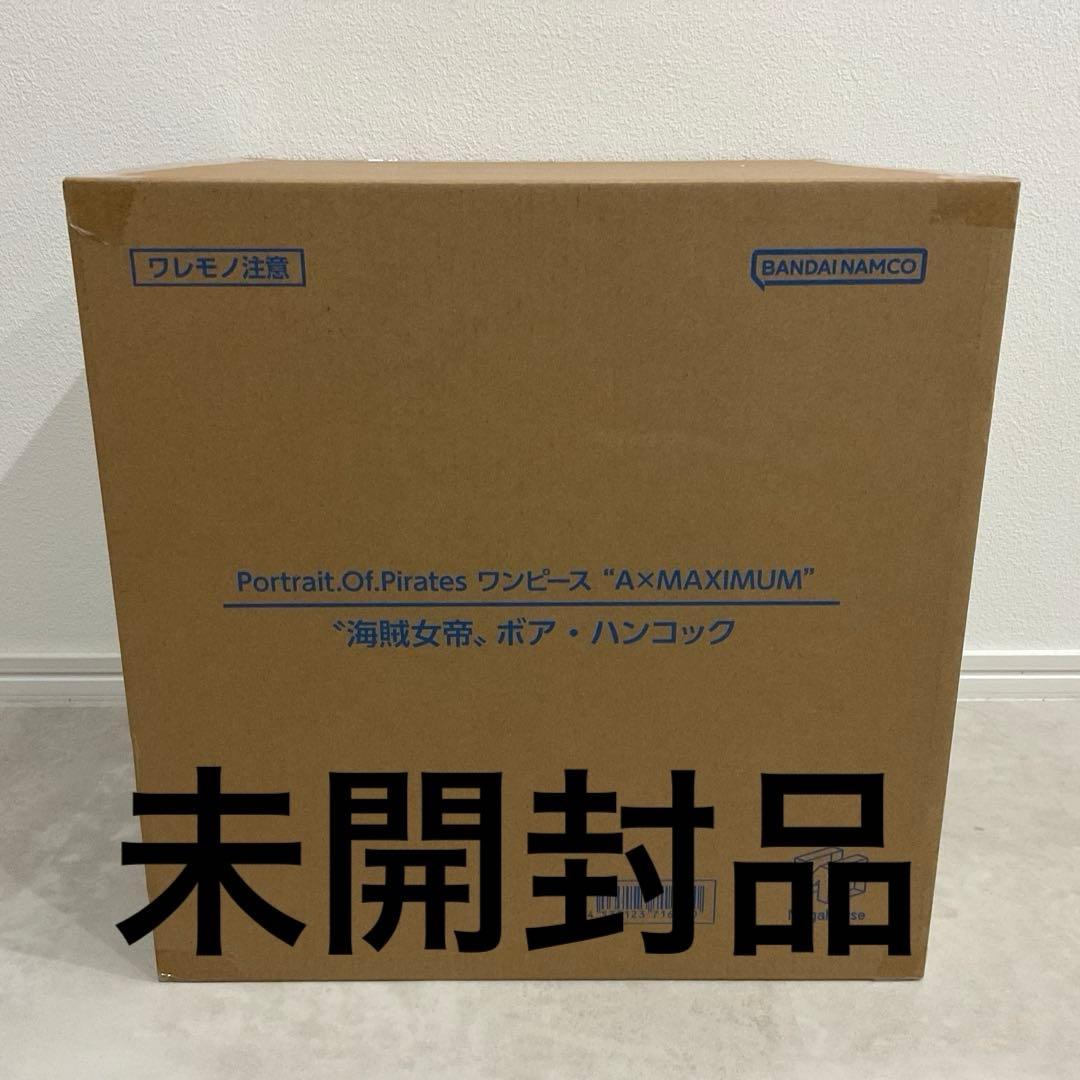 ワレモノ注意
BANDAI NAMCO
Portrait.Of.Pirates ワンピース “A×MAXIMUM”
〝海賊女帝〟ボア・ハンコック
未開封品